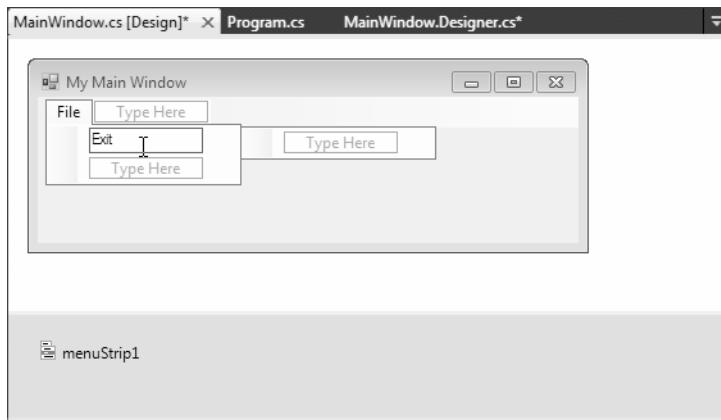 MainWindow.cs [Design]* × Program.cs MainWindow.Designer.cs*
My Main Window
File Type Here
Exit Type Here
Type Here
menuStrip1